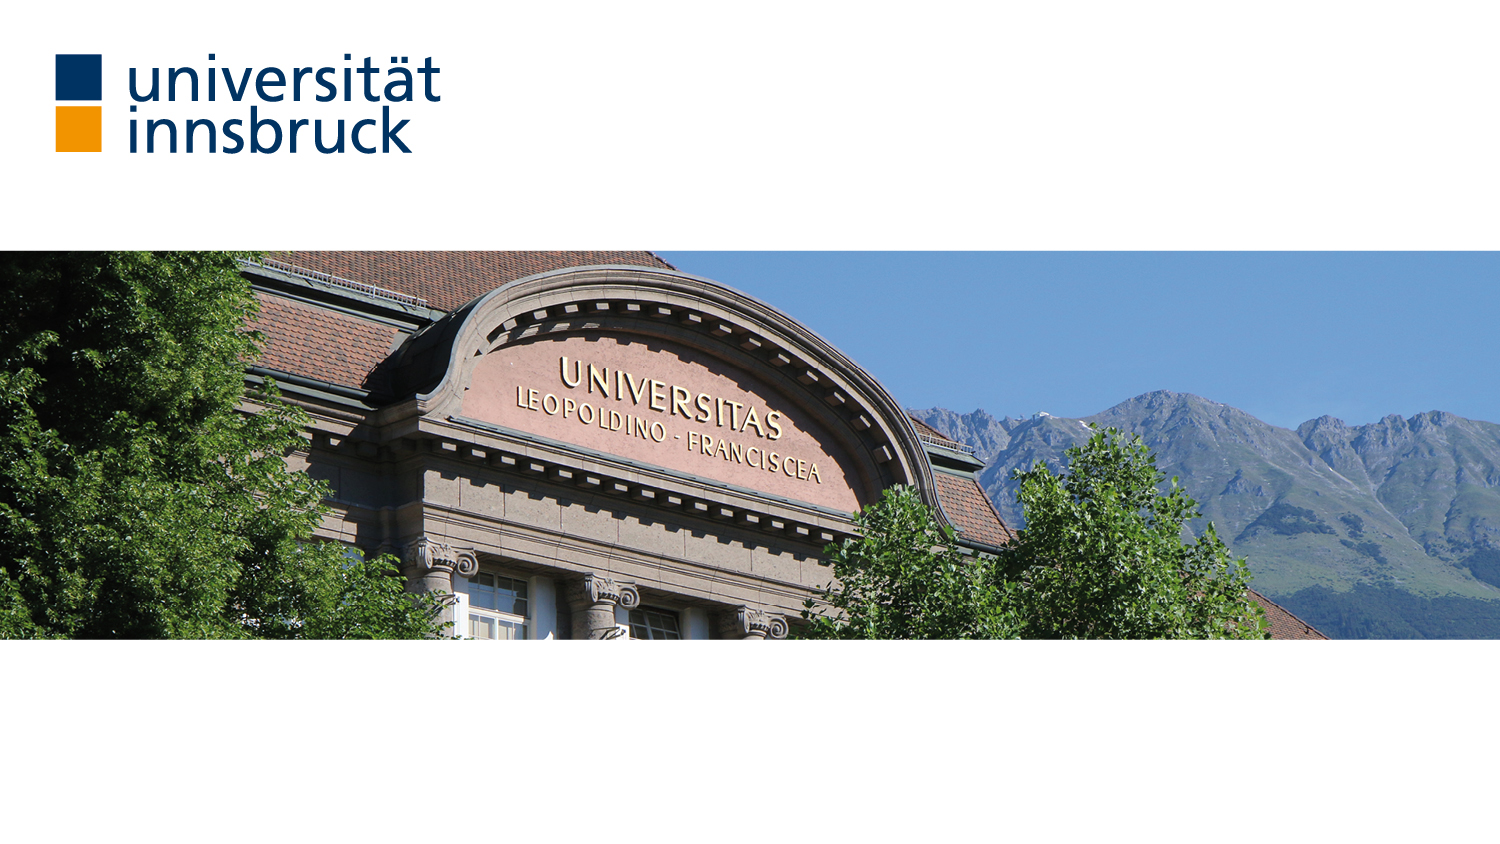 universität
innsbruck
UNIVERSITAS
LEOPOLDINO - FRANCISCEA